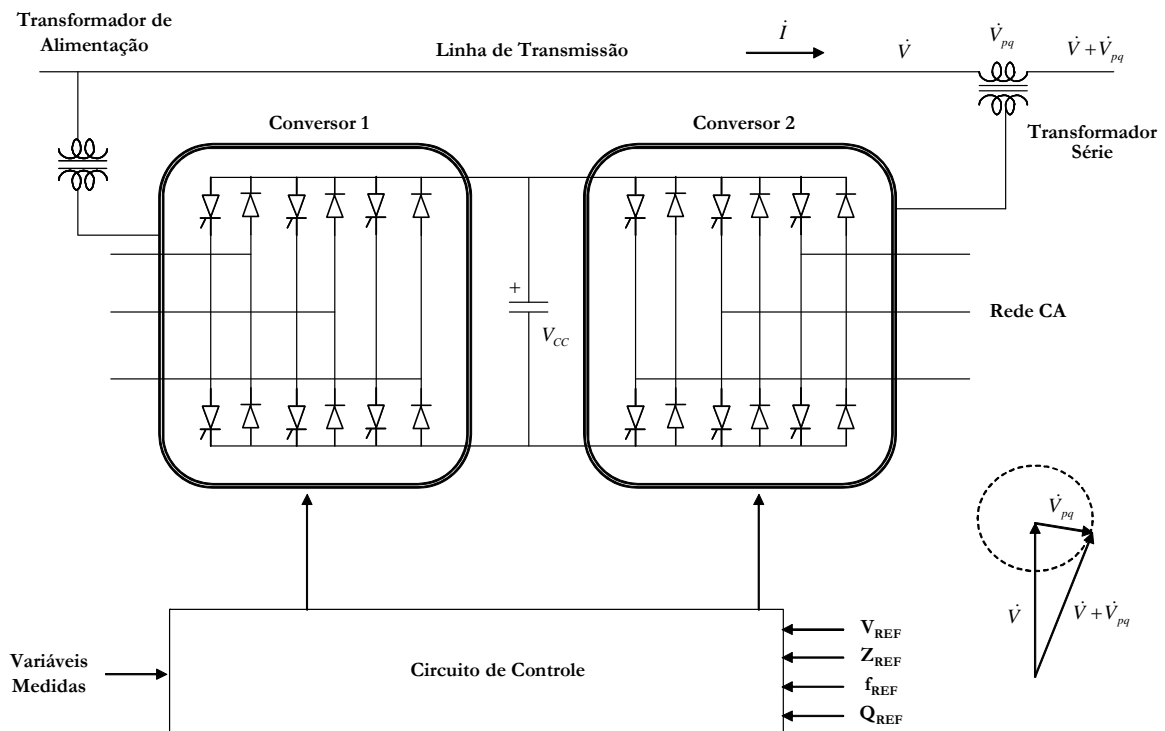 Transformador de
Alimentação
Linha de Transmissão
İ
V̇
V̇pq
V̇ + V̇pq
Conversor 1
Conversor 2
Transformador
Série
+
VCC
Rede CA
V̇pq
V̇
V̇ + V̇pq
Variáveis
Medidas
Circuito de Controle
VREF
ZREF
fREF
QREF